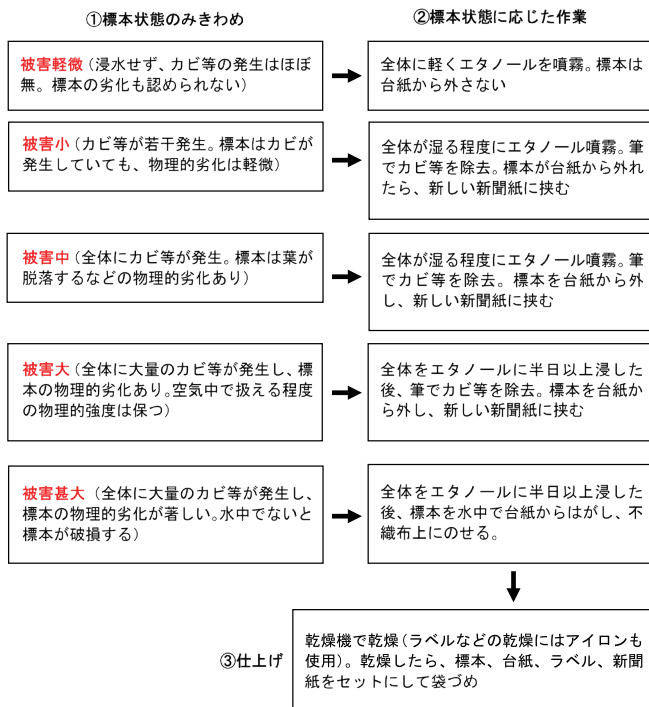 ①標本状態のみきわめ
②標本状態に応じた作業
被害軽微（浸水せず、カビ等の発生はほぼ
無。標本の劣化も認められない）
全体に軽くエタノールを噴霧。標本は
台紙から外さない
被害小（カビ等が若干発生。標本はカビが
発生していても、物理的劣化は軽微）
全体が湿る程度にエタノール噴霧。筆
でカビ等を除去。標本が台紙から外れ
たら、新しい新聞紙に挟む
被害中（全体にカビ等が発生。標本は葉が
脱落するなどの物理的劣化あり）
全体が湿る程度にエタノール噴霧。筆
でカビ等を除去。標本を台紙から外
し、新しい新聞紙に挟む
被害大（全体に大量のカビ等が発生し、標
本の物理的劣化あり。空気中で扱える程度
の物理的強度は保つ）
全体をエタノールに半日以上浸した
後、筆でカビ等を除去。標本を台紙か
ら外し、新しい新聞紙に挟む
被害甚大（全体に大量のカビ等が発生し、
標本の物理的劣化が著しい。水中でないと
標本が破損する）
全体をエタノールに半日以上浸した
後、標本を水中で台紙からはがし、不
織布上にのせる。
③仕上げ
乾燥機で乾燥（ラベルなどの乾燥にはアイロンも
使用）。乾燥したら、標本、台紙、ラベル、新聞
紙をセットにして袋づめ